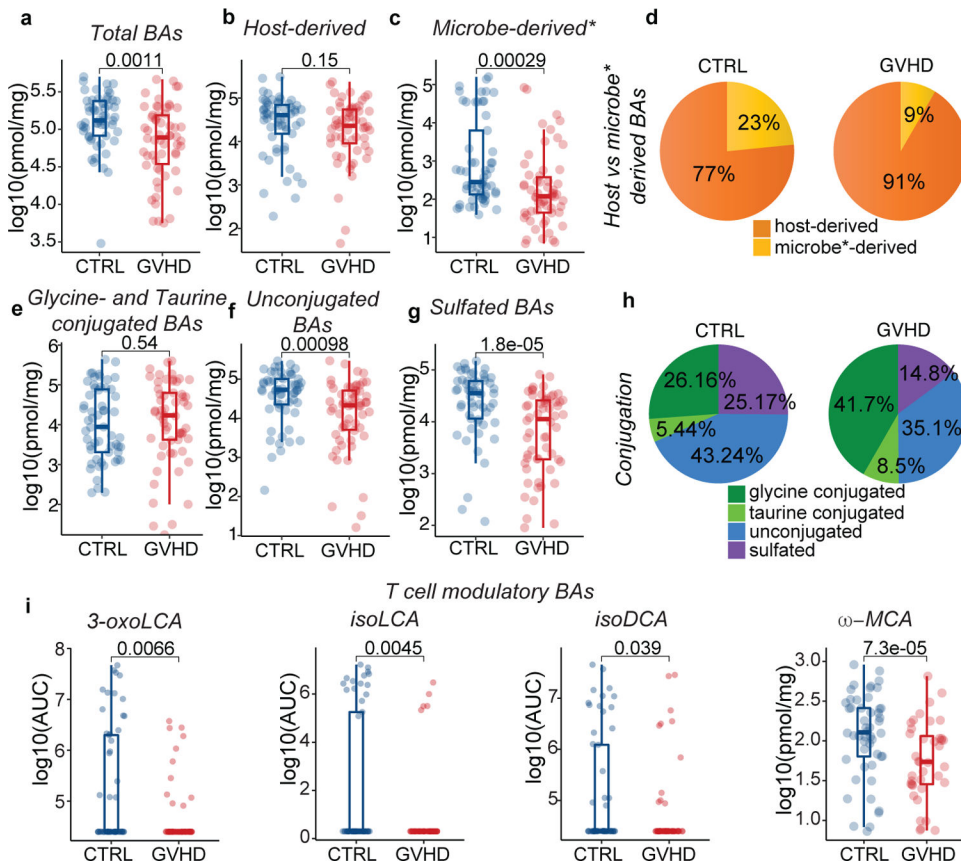 a
Total BAs
0.0011
log10(pmol/mg)
5.5
5.0
4.5
4.0
3.5
CTRL GVHD
b
Host-derived
0.15
log10(pmol/mg)
5
4
3
2
CTRL GVHD
c
Microbe-derived*
0.00029
log10(pmol/mg)
5
4
3
2
1
CTRL GVHD
d
Host vs microbe*
derived BAs
CTRL
23%
77%
GVHD
9%
91%
host-derived
microbe*-derived
e
Glycine- and Taurine
conjugated BAs
0.54
log10(pmol/mg)
6
5
4
3
2
CTRL GVHD
f
Unconjugated
BAs
0.00098
log10(pmol/mg)
5
4
3
2
1
CTRL GVHD
g
Sulfated BAs
1.8e-05
log10(pmol/mg)
5
4
3
2
CTRL GVHD
h
Conjugation
CTRL
26.16%
25.17%
5.44%
43.24%
GVHD
14.8%
41.7%
35.1%
8.5%
glycine conjugated
taurine conjugated
unconjugated
sulfated
i
T cell modulatory BAs
3-oxoLCA
0.0066
log10(AUC)
8
7
6
5
CTRL GVHD
isoLCA
0.0045
log10(AUC)
6
4
2
0
CTRL GVHD
isoDCA
0.039
log10(AUC)
7
6
5
CTRL GVHD
ω-MCA
7.3e-05
log10(pmol/mg)
3.0
2.5
2.0
1.5
1.0
CTRL GVHD